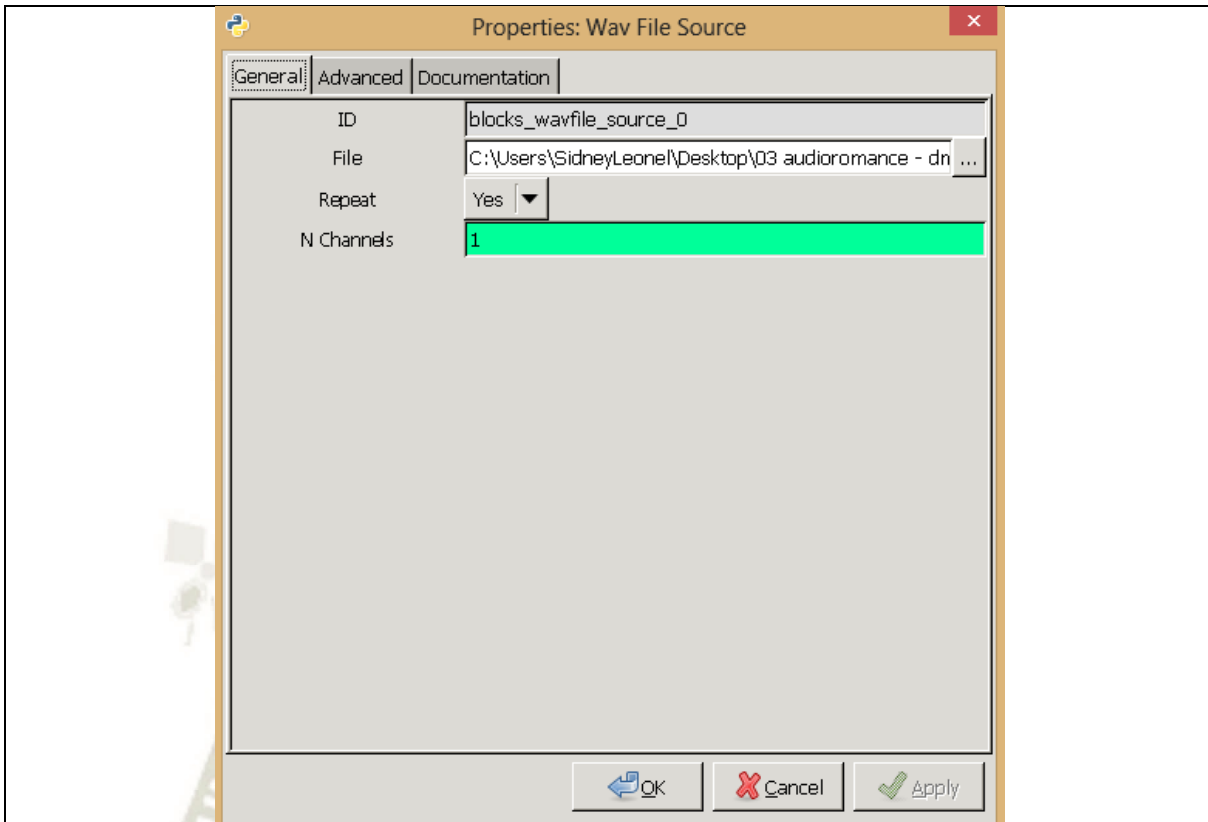 Properties: Wav File Source
General Advanced Documentation
ID blocks_wavfile_source_0
File C:\Users\SidneyLeonel\Desktop\03 audioromance - dn ...
Repeat Yes
N Channels 1
OK Cancel Apply